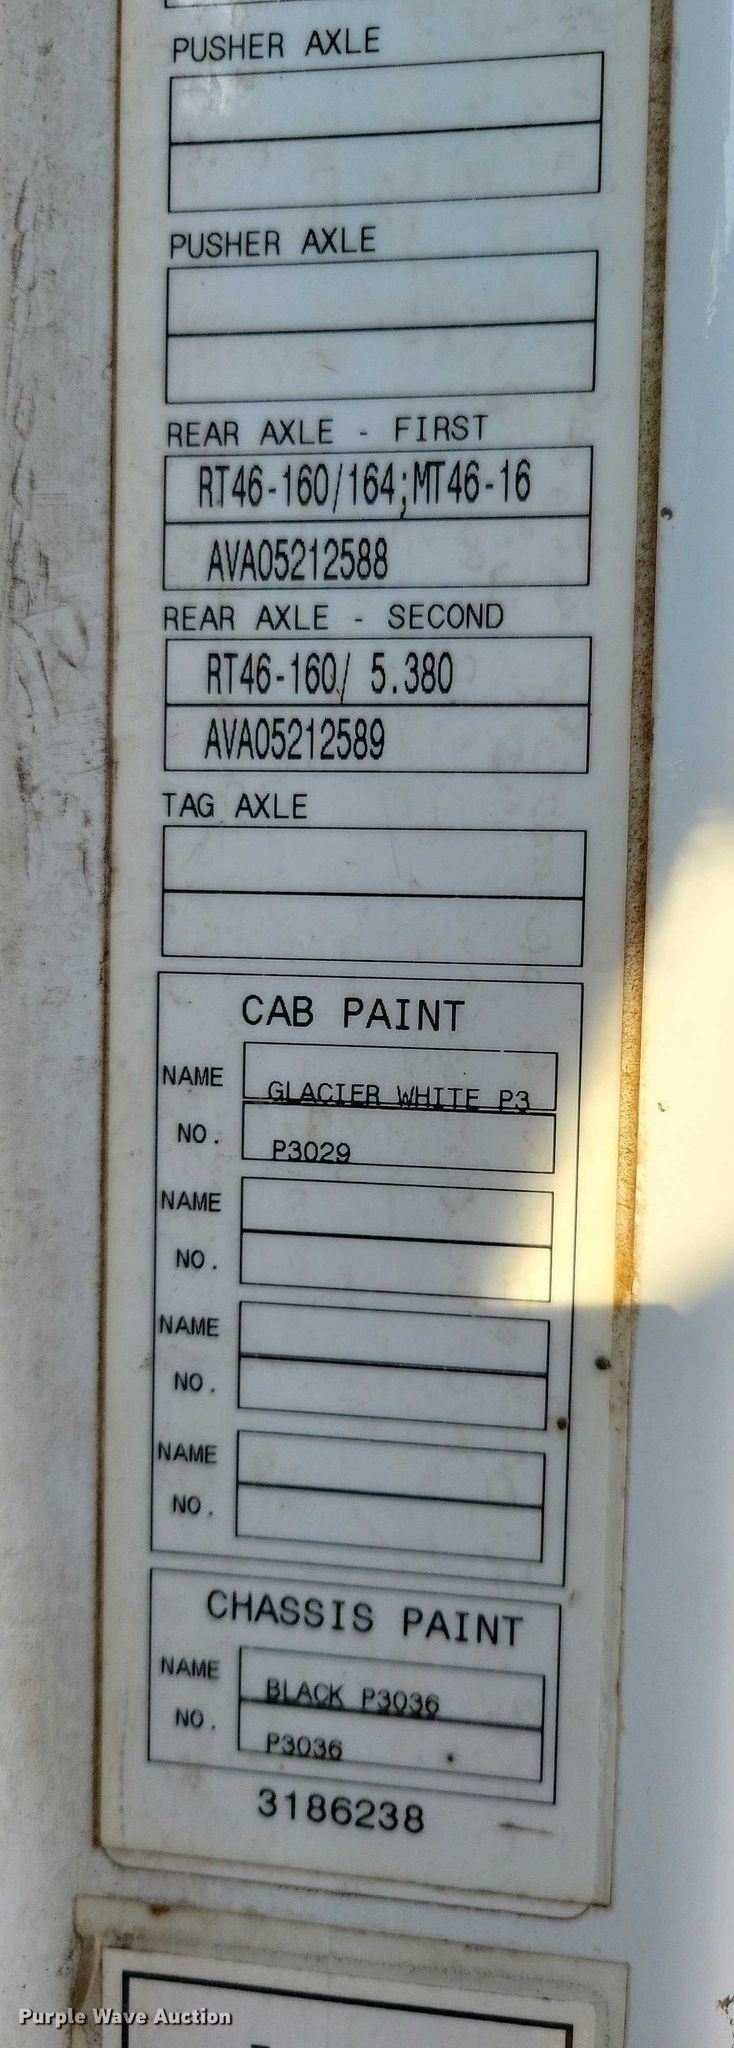 PUSHER AXLE
PUSHER AXLE
REAR AXLE - FIRST
RT46-160/164;MT46-16
AVA05212588
REAR AXLE - SECOND
RT46-160/ 5.380
AVA05212589
TAG AXLE
CAB PAINT
NAME GLACIER WHITE P3
NO. P3029
NAME
NO.
NAME
NO.
NAME
NO.
CHASSIS PAINT
NAME BLACK P3036
NO. P3036
3186238
Purple Wave Auction